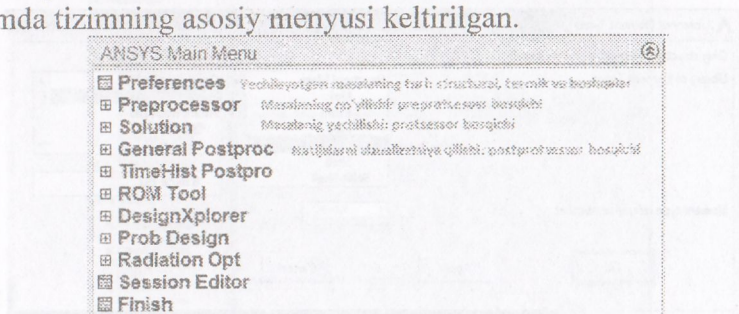 mda tizimning asosiy menyusi keltirilgan.
ANSYS Main Menu
Preferences Yechilayotgan masalaning turi: structural, termik va boshqalar
Preprocessor Masalaning qo'yilishi: preprotsessor bosqichi
Solution Masalanig yechilishi: protsessor bosqichi
General Postproc Natijalarni vizuallashtirish qilish: postprotsessor bosqichi
TimeHist Postpro
ROM Tool
DesignXplorer
Prob Design
Radiation Opt
Session Editor
Finish